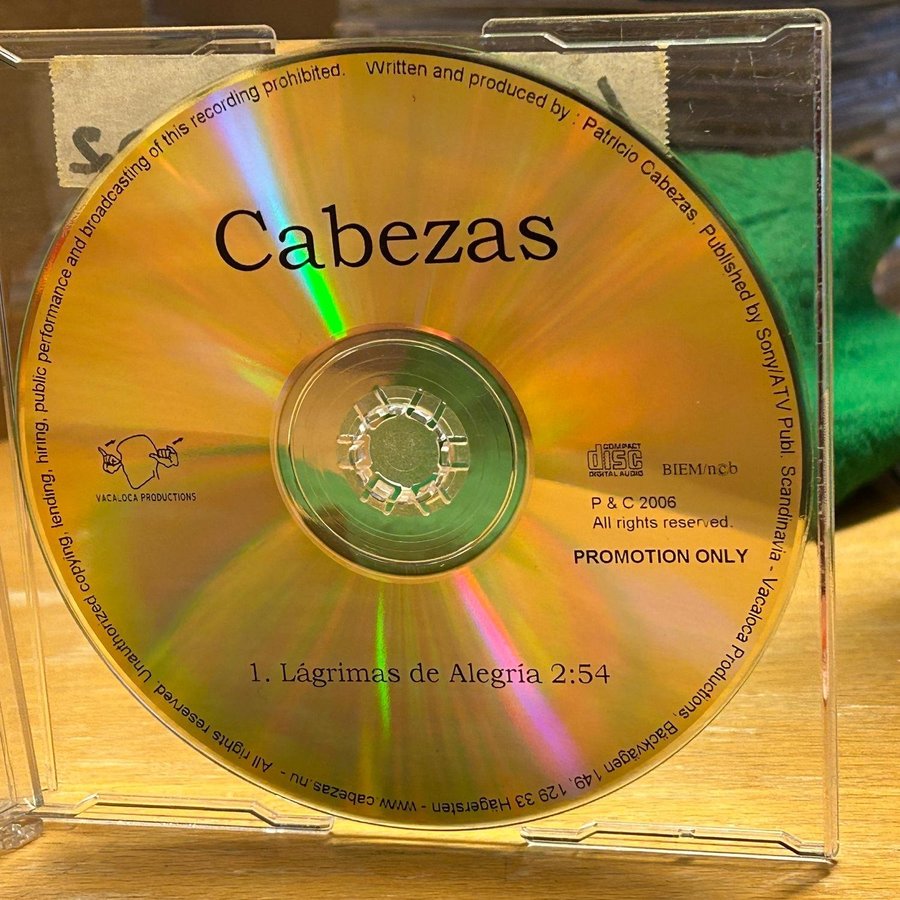 Written and produced by : Patricio Cabezas. Published by Sony/ATV Publ. Scandinavia - Vacaloca Productions, Bäckvägen 149, 129 33 Hägersten - www.cabezas.nu - All rights reserved. Unauthorized copying, lending, hiring, public performance and broadcasting of this recording prohibited.
Cabezas
VACALOCA PRODUCTIONS
COMPACT
disc
DIGITAL AUDIO
BIEM/n©b
P & C 2006
All rights reserved.
PROMOTION ONLY
1. Lágrimas de Alegría 2:54